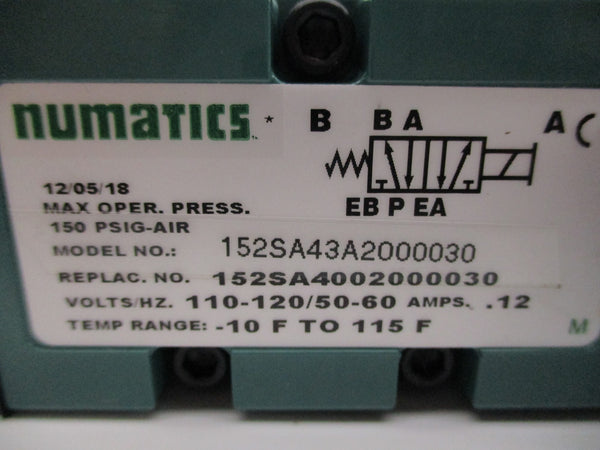 numatics * B B A A
12/05/18
EB P EA
MAX OPER. PRESS.
150 PSIG-AIR
MODEL NO.: 152SA43A2000030
REPLAC. NO. 152SA4002000030
VOLTS/HZ. 110-120/50-60 AMPS. .12
TEMP RANGE: -10 F TO 115 F M